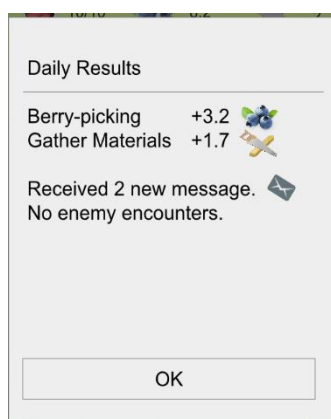 Daily Results
Berry-picking +3.2
Gather Materials +1.7
Received 2 new message.
No enemy encounters.
OK